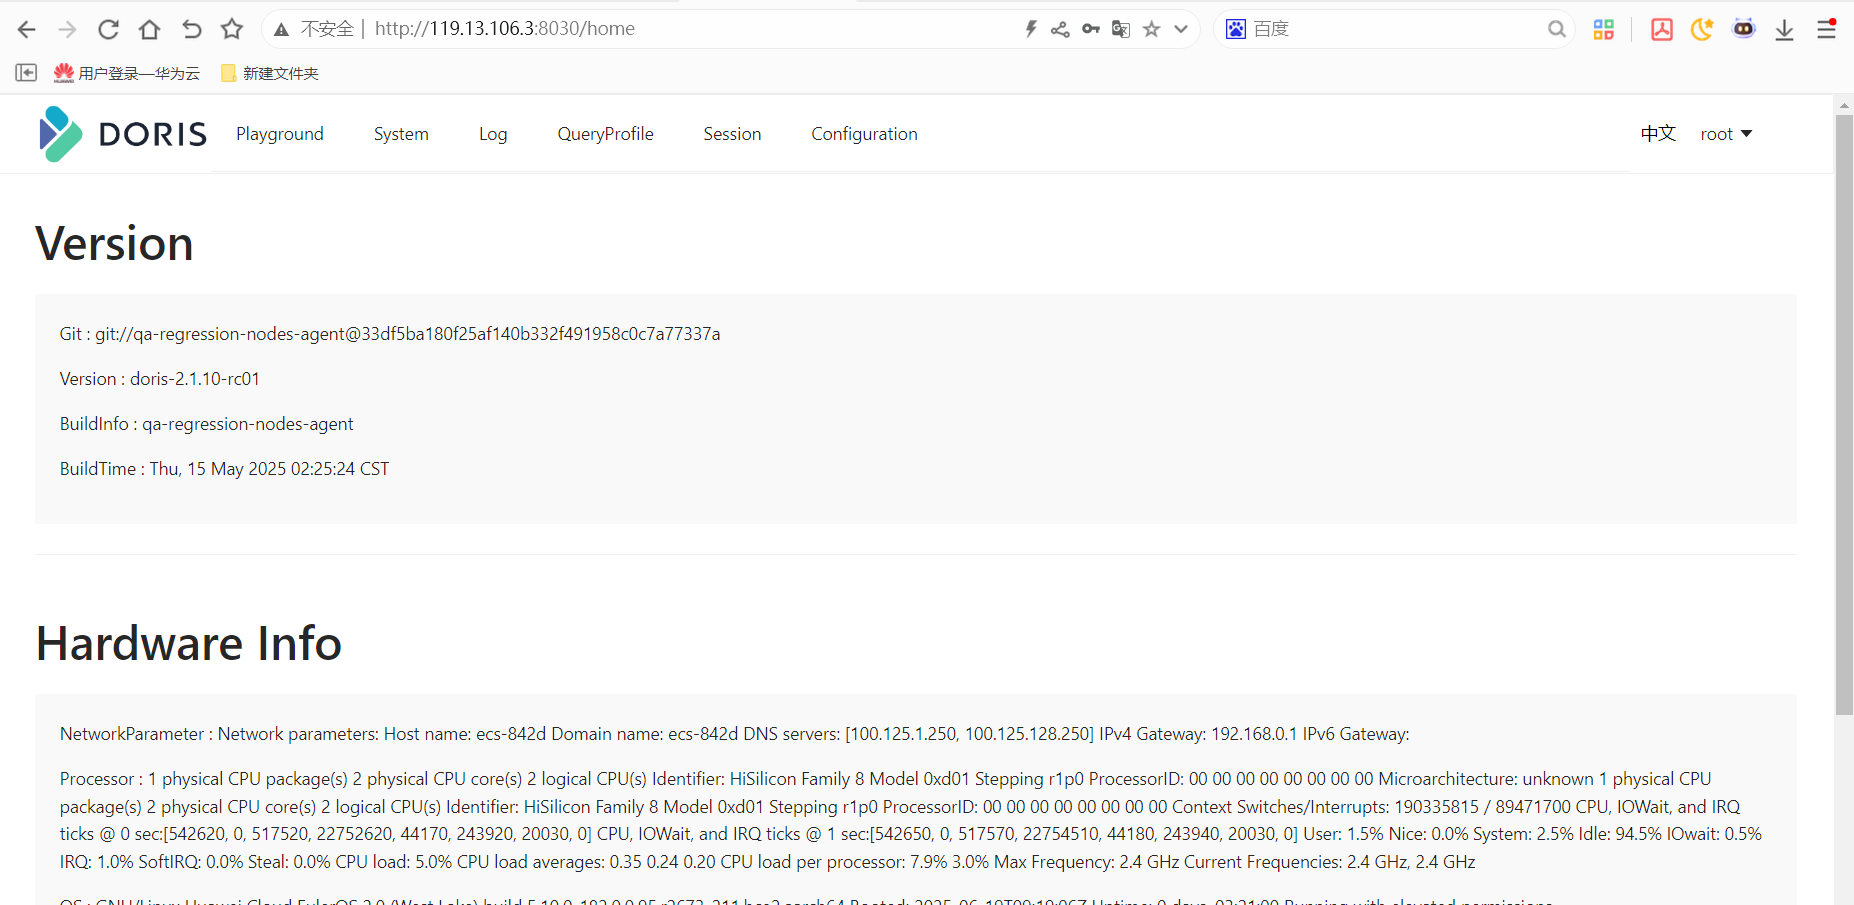 不安全 | http://119.13.106.3:8030/home
百度
用户登录—华为云 新建文件夹
DORIS Playground System Log QueryProfile Session Configuration 中文 root
Version
Git : git://qa-regression-nodes-agent@33df5ba180f25af140b332f491958c0c7a77337a
Version : doris-2.1.10-rc01
BuildInfo : qa-regression-nodes-agent
BuildTime : Thu, 15 May 2025 02:25:24 CST
Hardware Info
NetworkParameter : Network parameters: Host name: ecs-842d Domain name: ecs-842d DNS servers: [100.125.1.250, 100.125.128.250] IPv4 Gateway: 192.168.0.1 IPv6 Gateway:
Processor : 1 physical CPU package(s) 2 physical CPU core(s) 2 logical CPU(s) Identifier: HiSilicon Family 8 Model 0xd01 Stepping r1p0 ProcessorID: 00 00 00 00 00 00 00 00 Microarchitecture: unknown 1 physical CPU
package(s) 2 physical CPU core(s) 2 logical CPU(s) Identifier: HiSilicon Family 8 Model 0xd01 Stepping r1p0 ProcessorID: 00 00 00 00 00 00 00 00 Context Switches/Interrupts: 190335815 / 89471700 CPU, IOWait, and IRQ
ticks @ 0 sec:[542620, 0, 517520, 22752620, 44170, 243920, 20030, 0] CPU, IOWait, and IRQ ticks @ 1 sec:[542650, 0, 517570, 22754510, 44180, 243940, 20030, 0] User: 1.5% Nice: 0.0% System: 2.5% Idle: 94.5% IOwait: 0.5%
IRQ: 1.0% SoftIRQ: 0.0% Steal: 0.0% CPU load: 5.0% CPU load averages: 0.35 0.24 0.20 CPU load per processor: 7.9% 3.0% Max Frequency: 2.4 GHz Current Frequencies: 2.4 GHz, 2.4 GHz